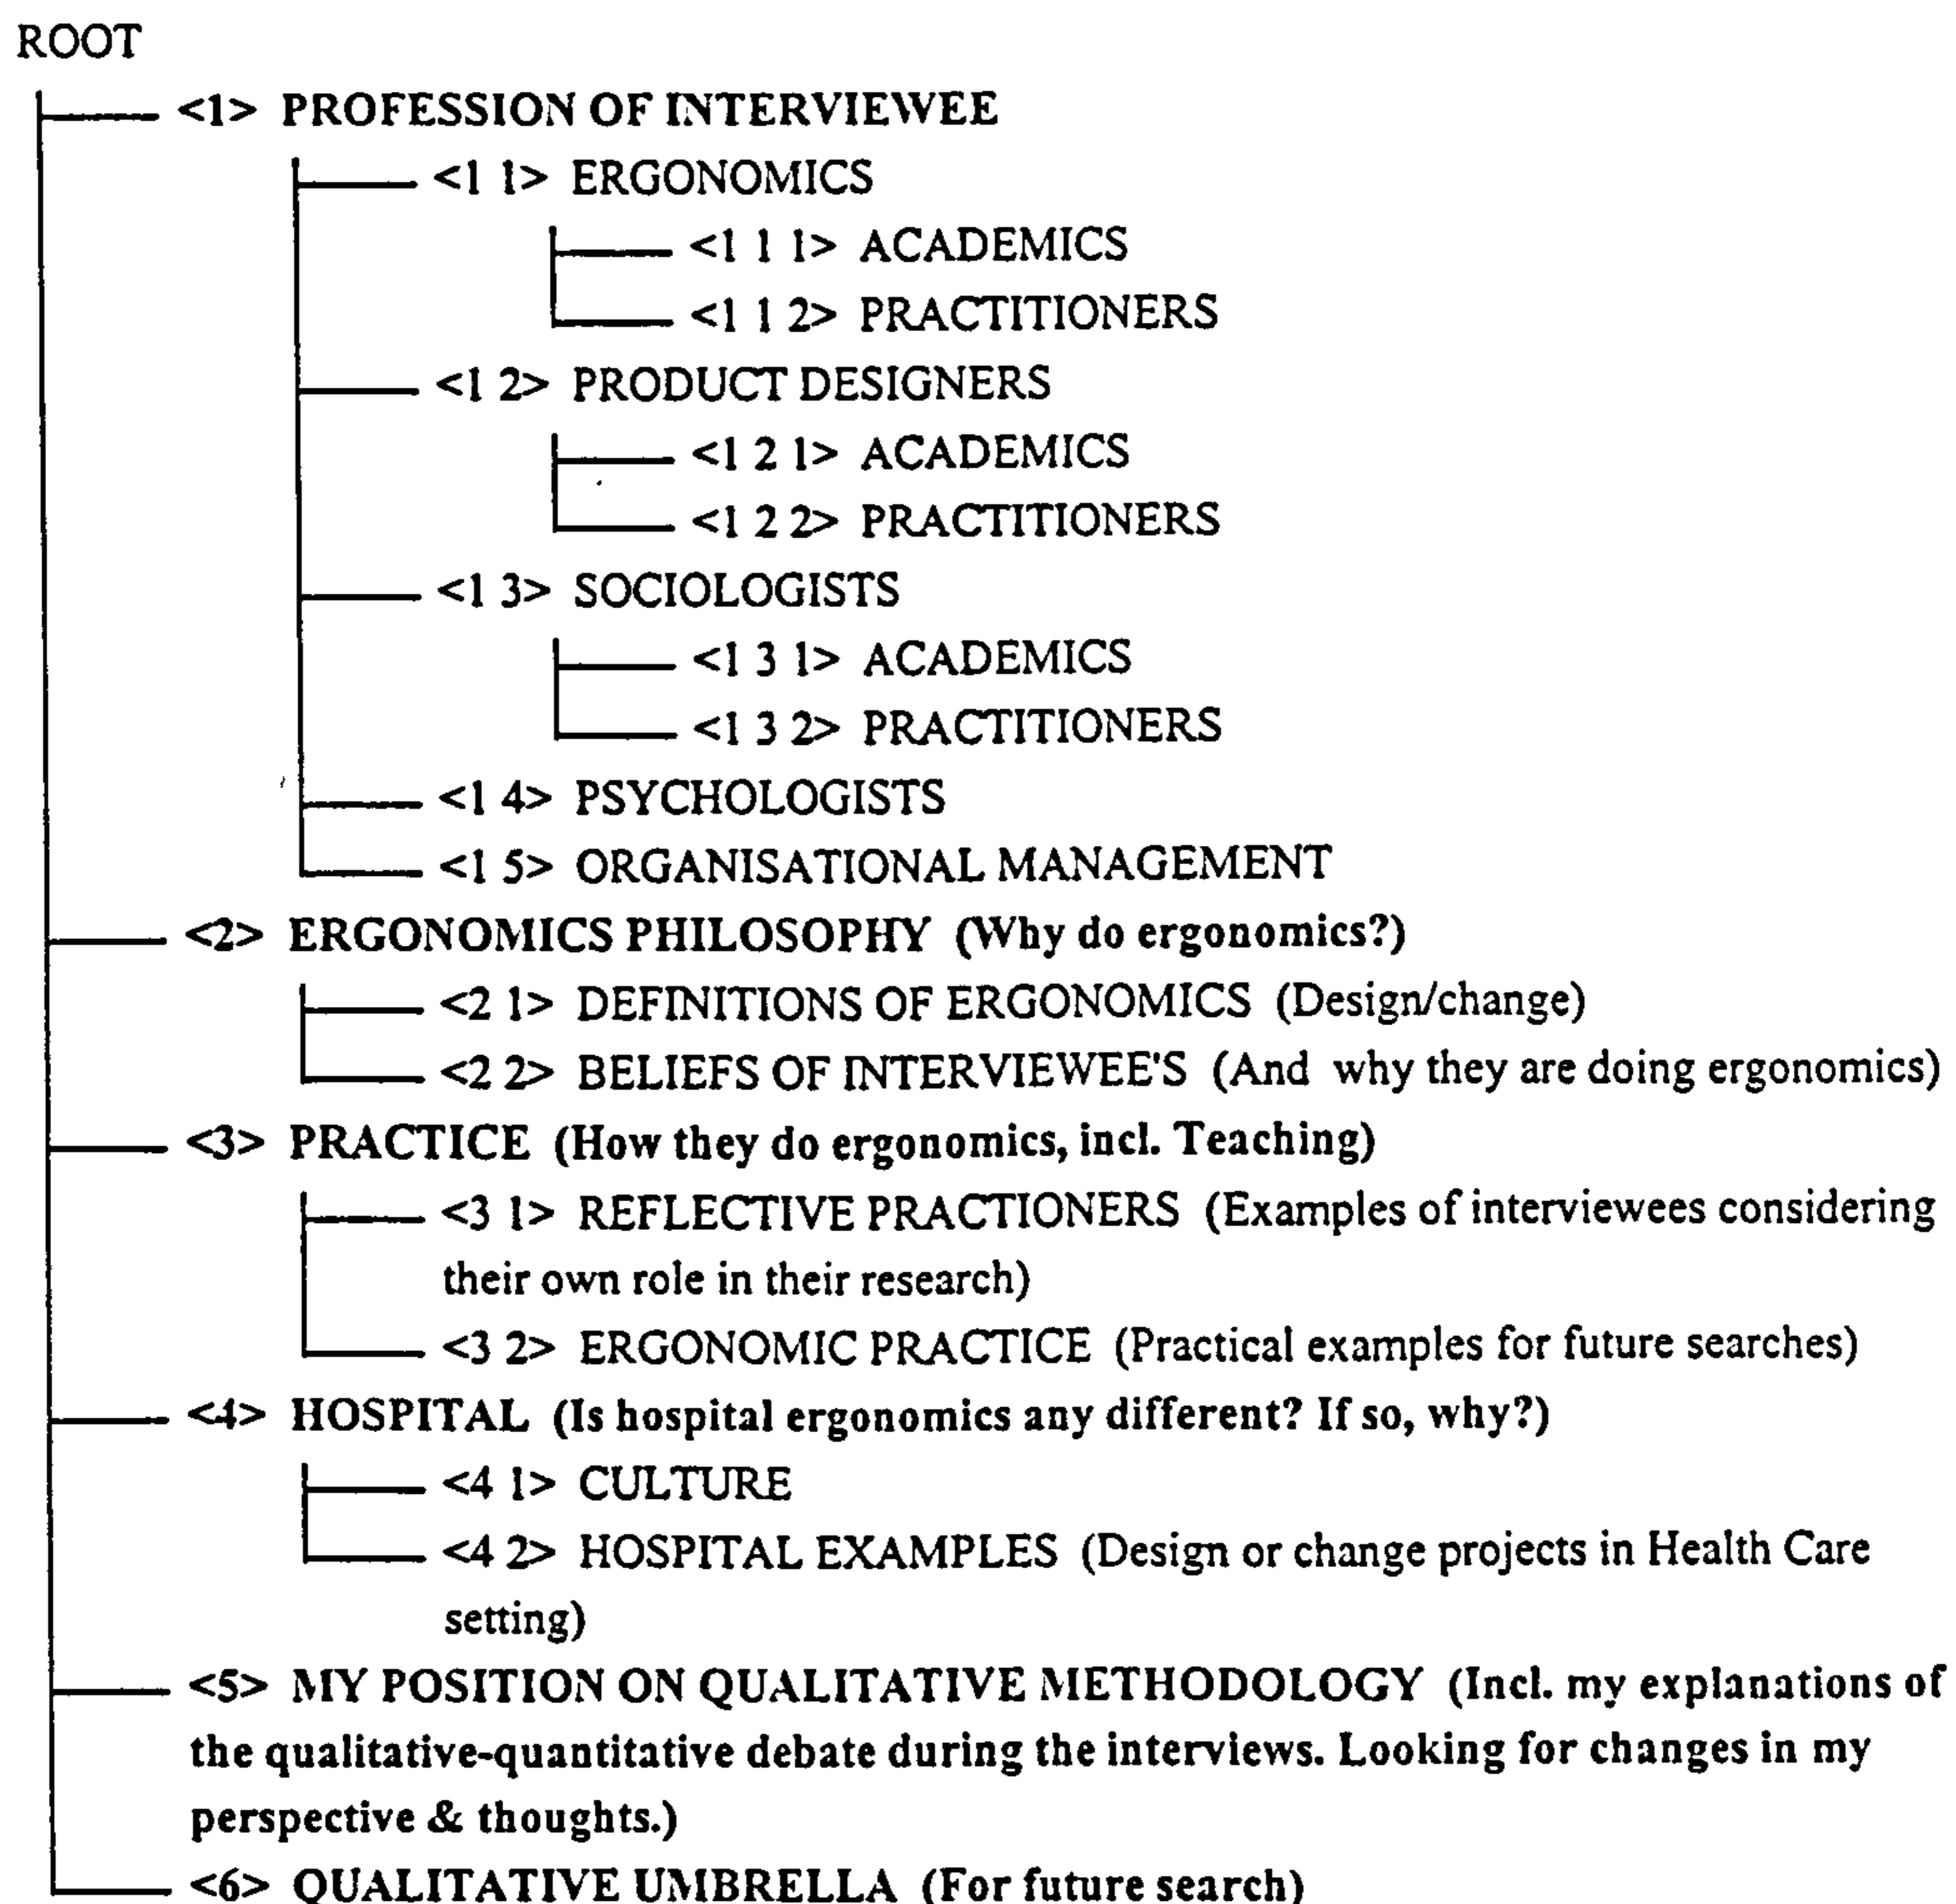 ROOT
<1> PROFESSION OF INTERVIEWEE
<1 1> ERGONOMICS
<1 1 1> ACADEMICS
<1 1 2> PRACTITIONERS
<1 2> PRODUCT DESIGNERS
<1 2 1> ACADEMICS
<1 2 2> PRACTITIONERS
<1 3> SOCIOLOGISTS
<1 3 1> ACADEMICS
<1 3 2> PRACTITIONERS
<1 4> PSYCHOLOGISTS
<1 5> ORGANISATIONAL MANAGEMENT
<2> ERGONOMICS PHILOSOPHY (Why do ergonomics?)
<2 1> DEFINITIONS OF ERGONOMICS (Design/change)
<2 2> BELIEFS OF INTERVIEWEE'S (And why they are doing ergonomics)
<3> PRACTICE (How they do ergonomics, incl. Teaching)
<3 1> REFLECTIVE PRACTIONERS (Examples of interviewees considering
their own role in their research)
<3 2> ERGONOMIC PRACTICE (Practical examples for future searches)
<4> HOSPITAL (Is hospital ergonomics any different? If so, why?)
<4 1> CULTURE
<4 2> HOSPITAL EXAMPLES (Design or change projects in Health Care
setting)
<5> MY POSITION ON QUALITATIVE METHODOLOGY (Incl. my explanations of
the qualitative-quantitative debate during the interviews. Looking for changes in my
perspective & thoughts.)
<6> QUALITATIVE UMBRELLA (For future search)